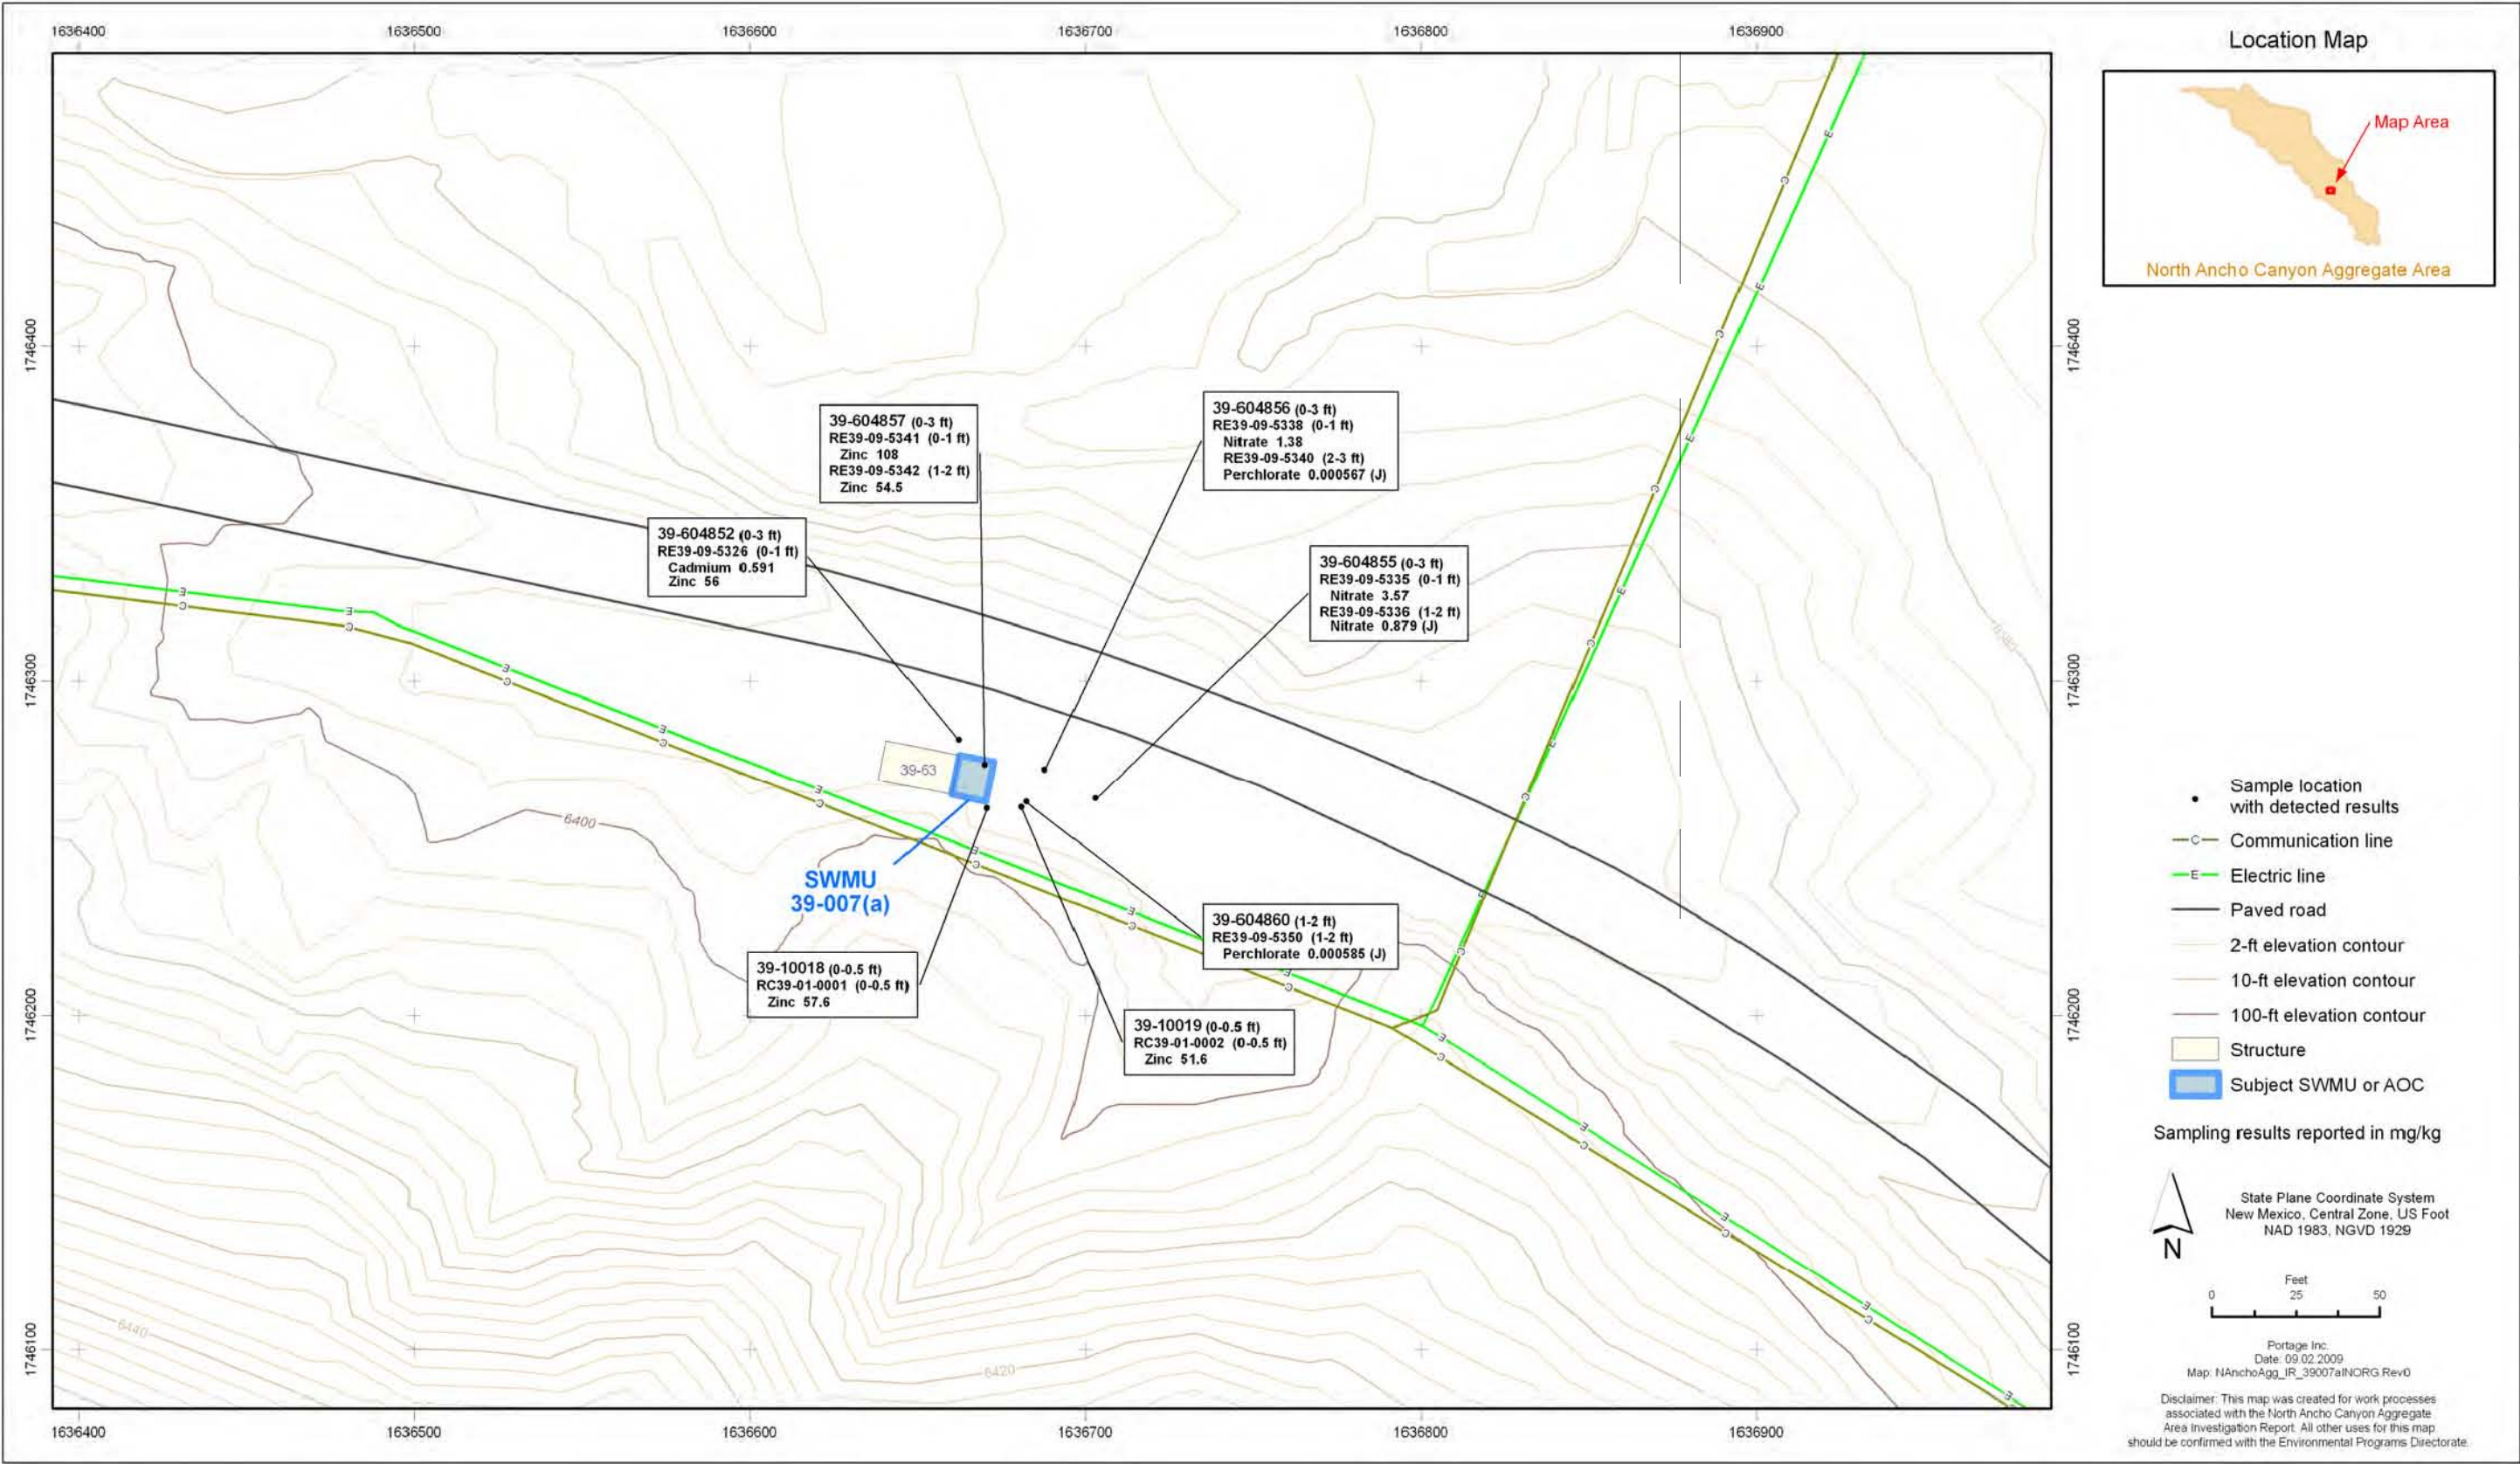 1636400 1636500 1636600 1636700 1636800 1636900
Location Map
Map Area
North Ancho Canyon Aggregate Area
1746400
1746300
1746200
1746100
1746400
1746300
1746200
1746100
6380
39-604857 (0-3 ft)
RE39-09-5341 (0-1 ft)
Zinc 108
RE39-09-5342 (1-2 ft)
Zinc 54.5
39-604856 (0-3 ft)
RE39-09-5338 (0-1 ft)
Nitrate 1.38
RE39-09-5340 (2-3 ft)
Perchlorate 0.000567 (J)
39-604852 (0-3 ft)
RE39-09-5326 (0-1 ft)
Cadmium 0.591
Zinc 56
39-604855 (0-3 ft)
RE39-09-5335 (0-1 ft)
Nitrate 3.57
RE39-09-5336 (1-2 ft)
Nitrate 0.879 (J)
39-63
6400
SWMU
39-007(a)
39-604860 (1-2 ft)
RE39-09-5350 (1-2 ft)
Perchlorate 0.000585 (J)
39-10018 (0-0.5 ft)
RC39-01-0001 (0-0.5 ft)
Zinc 57.6
39-10019 (0-0.5 ft)
RC39-01-0002 (0-0.5 ft)
Zinc 51.6
6440
6420
E E E E E E E E E E E E E E E E E E E E
C C C C C C C C C C C C C C C C C C C C
1636400 1636500 1636600 1636700 1636800 1636900
Sample location
with detected results
C Communication line
E Electric line
Paved road
2-ft elevation contour
10-ft elevation contour
100-ft elevation contour
Structure
Subject SWMU or AOC
Sampling results reported in mg/kg
N
State Plane Coordinate System
New Mexico, Central Zone, US Foot
NAD 1983, NGVD 1929
Feet
0 25 50
Portage Inc.
Date: 09.02.2009
Map: NAnchoAgg_IR_39007aINORG Rev0
Disclaimer: This map was created for work processes
associated with the North Ancho Canyon Aggregate
Area Investigation Report. All other uses for this map
should be confirmed with the Environmental Programs Directorate.